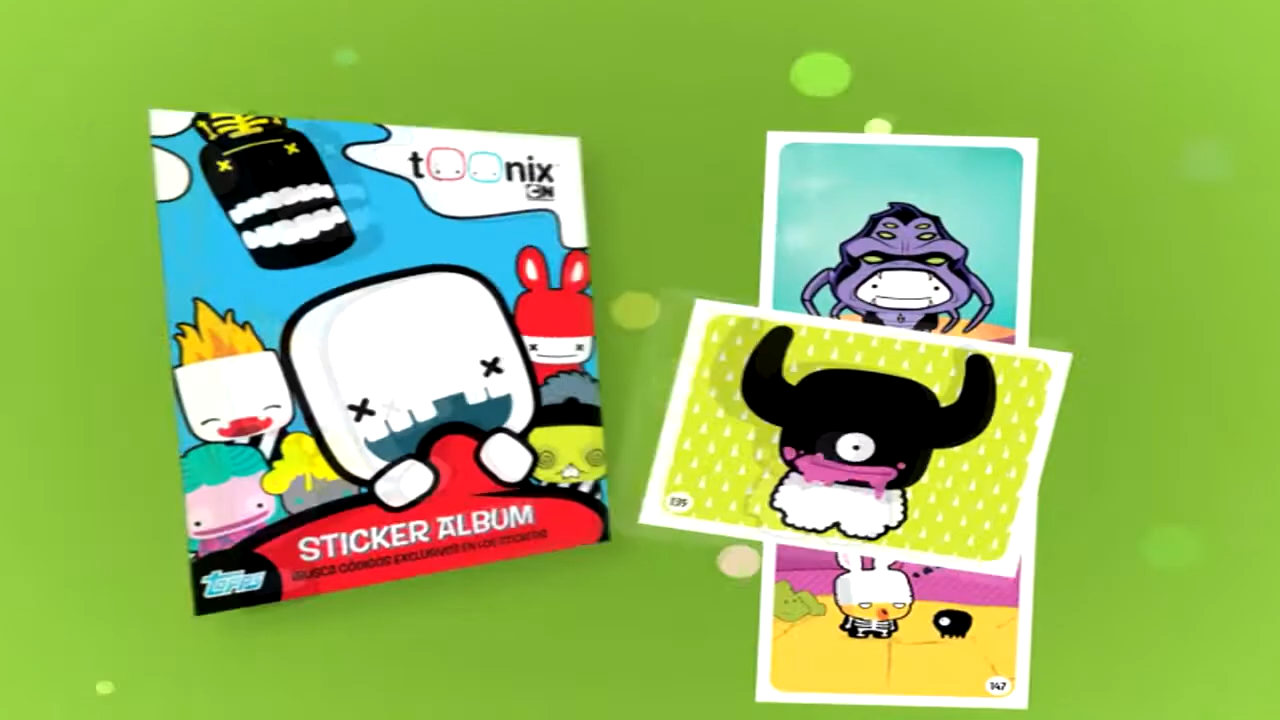 toonix
CN
STICKER ALBUM
¡BUSCA CÓDIGOS EXCLUSIVOS EN LOS STICKERS!
topps
135
147